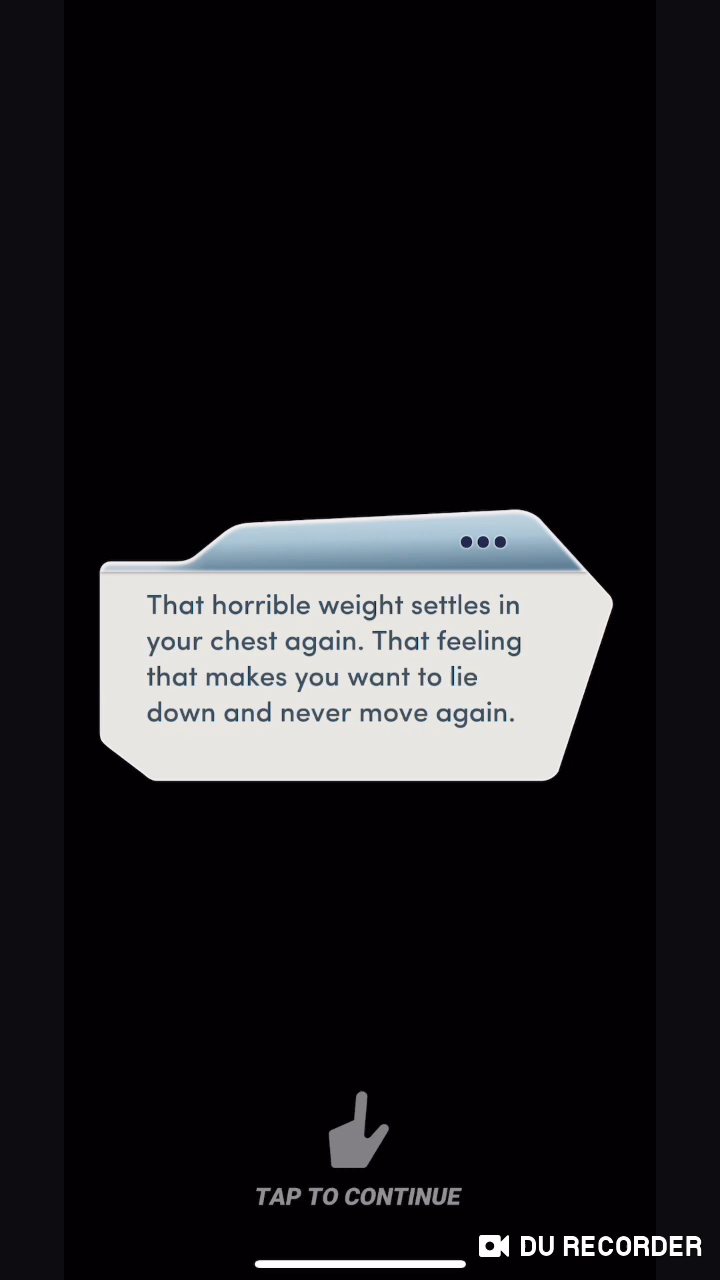 That horrible weight settles in
your chest again. That feeling
that makes you want to lie
down and never move again.
TAP TO CONTINUE
DU RECORDER